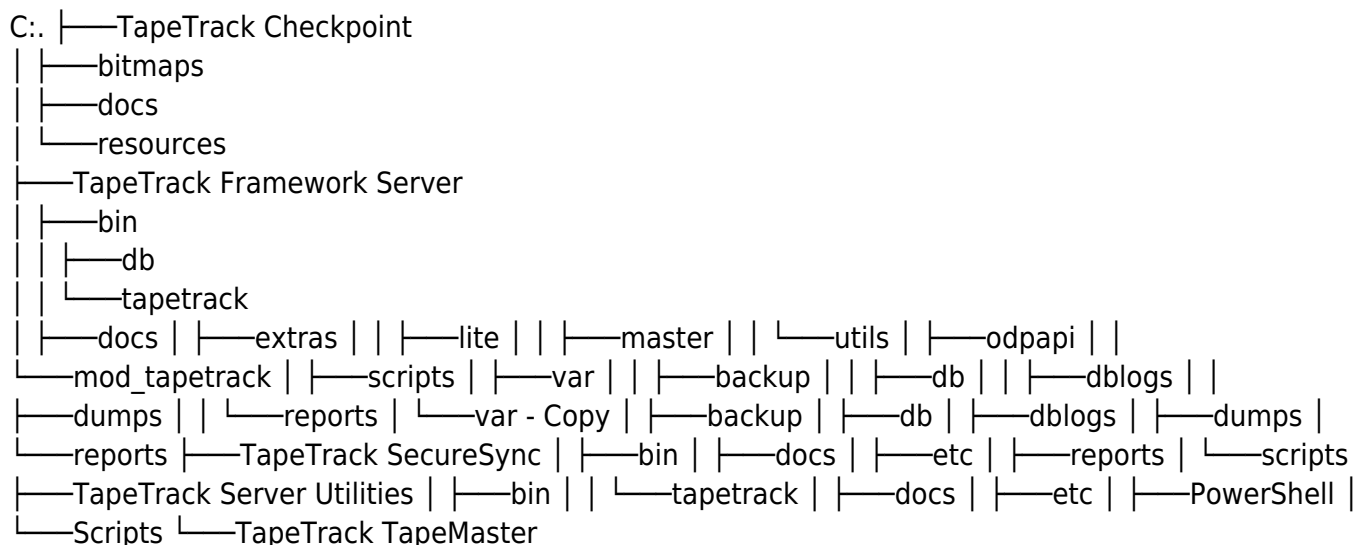 C:. ├───TapeTrack Checkpoint
│ ├───bitmaps
│ ├───docs
│ └───resources
├───TapeTrack Framework Server
│ ├───bin
│ │ ├───db
│ │ └───tapetrack
│ ├───docs │ ├───extras │ │ ├───lite │ │ ├───master │ │ └───utils │ ├───odpapi │ │
└───mod_tapetrack │ ├───scripts │ ├───var │ │ ├───backup │ │ ├───db │ │ ├───dblogs │ │
├───dumps │ │ └───reports │ └───var - Copy │ ├───backup │ ├───db │ ├───dblogs │ ├───dumps │
└───reports ├───TapeTrack SecureSync │ ├───bin │ ├───docs │ ├───etc │ ├───reports │ └───scripts
├───TapeTrack Server Utilities │ ├───bin │ │ └───tapetrack │ ├───docs │ ├───etc │ ├───PowerShell │
└───Scripts └───TapeTrack TapeMaster